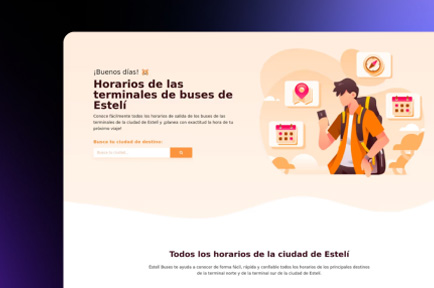 ¡Buenos días!
Horarios de las
terminales de buses de
Estelí
Conoce fácilmente todos los horarios de salida de los buses de las
terminales de la ciudad de Estelí y ¡planea con exactitud la hora de tu
próximo viaje!
Busca tu ciudad de destino:
Todos los horarios de la ciudad de Estelí
Estelí Buses te ayuda a conocer de forma fácil, rápida y confiable todos los horarios de los principales destinos
de la terminal norte y de la terminal sur de la ciudad de Estelí.